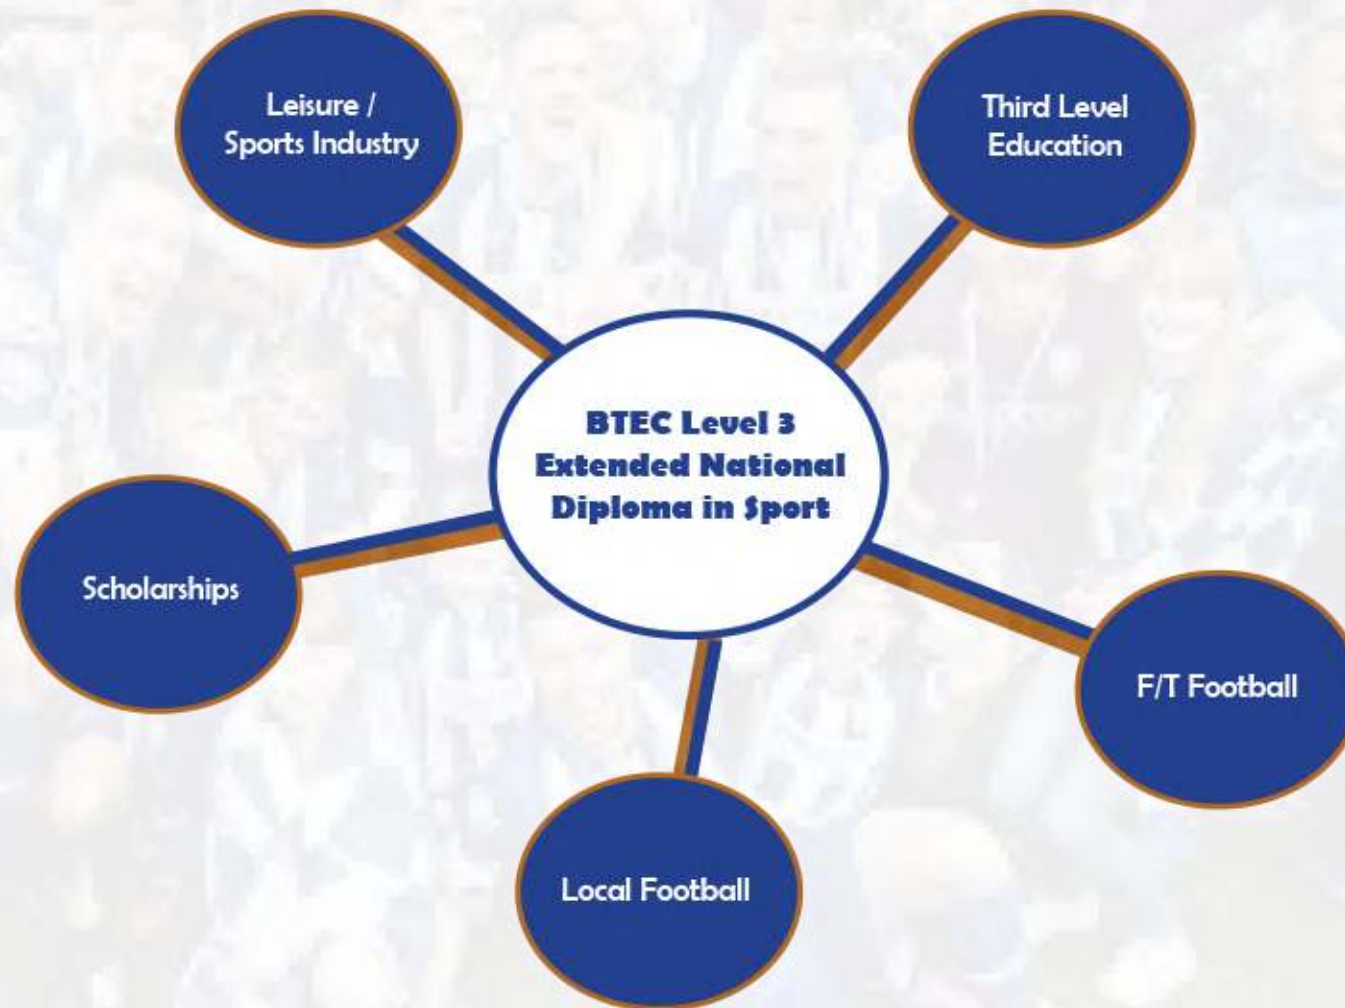 Leisure /
Sports Industry
Third Level
Education
BTEC Level 3
Extended National
Diploma in Sport
Scholarships
F/T Football
Local Football